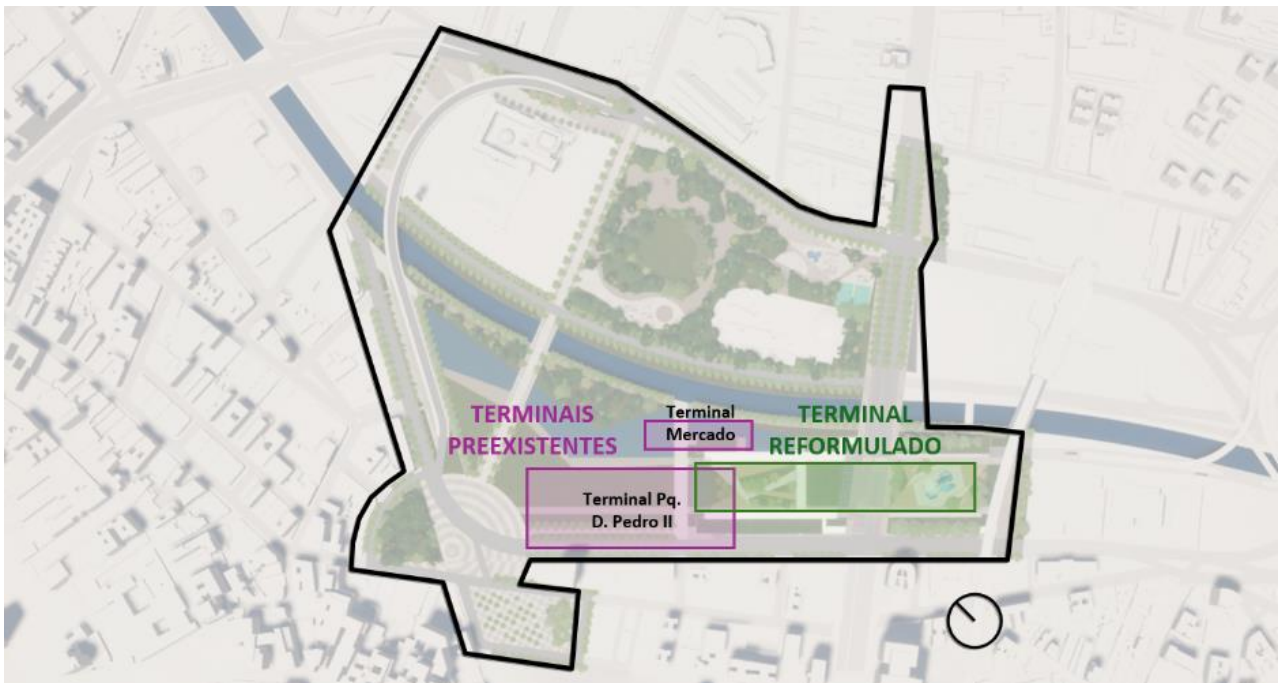 TERMINAIS
PREEXISTENTES
Terminal
Mercado
TERMINAL
REFORMULADO
Terminal Pq.
D. Pedro II